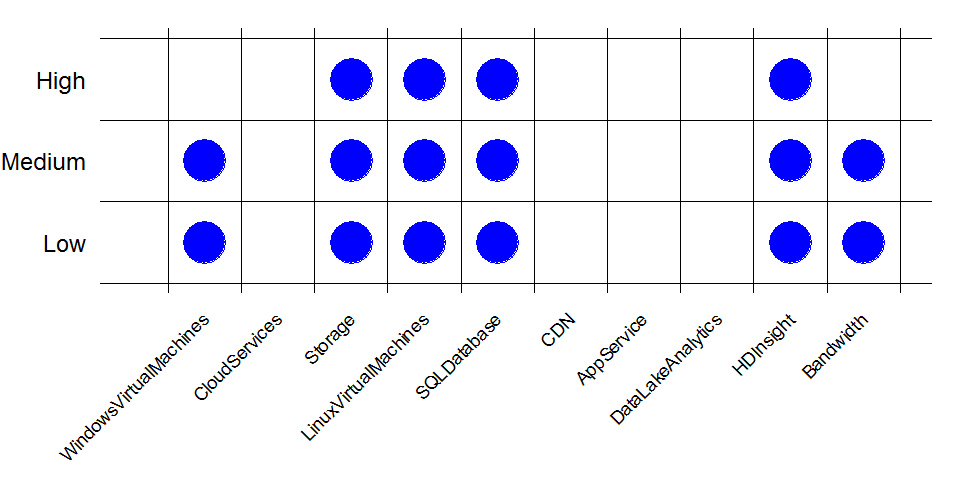 High
Medium
Low
WindowsVirtualMachines
CloudServices
Storage
LinuxVirtualMachines
SQLDatabase
CDN
AppService
DataLakeAnalytics
HDInsight
Bandwidth